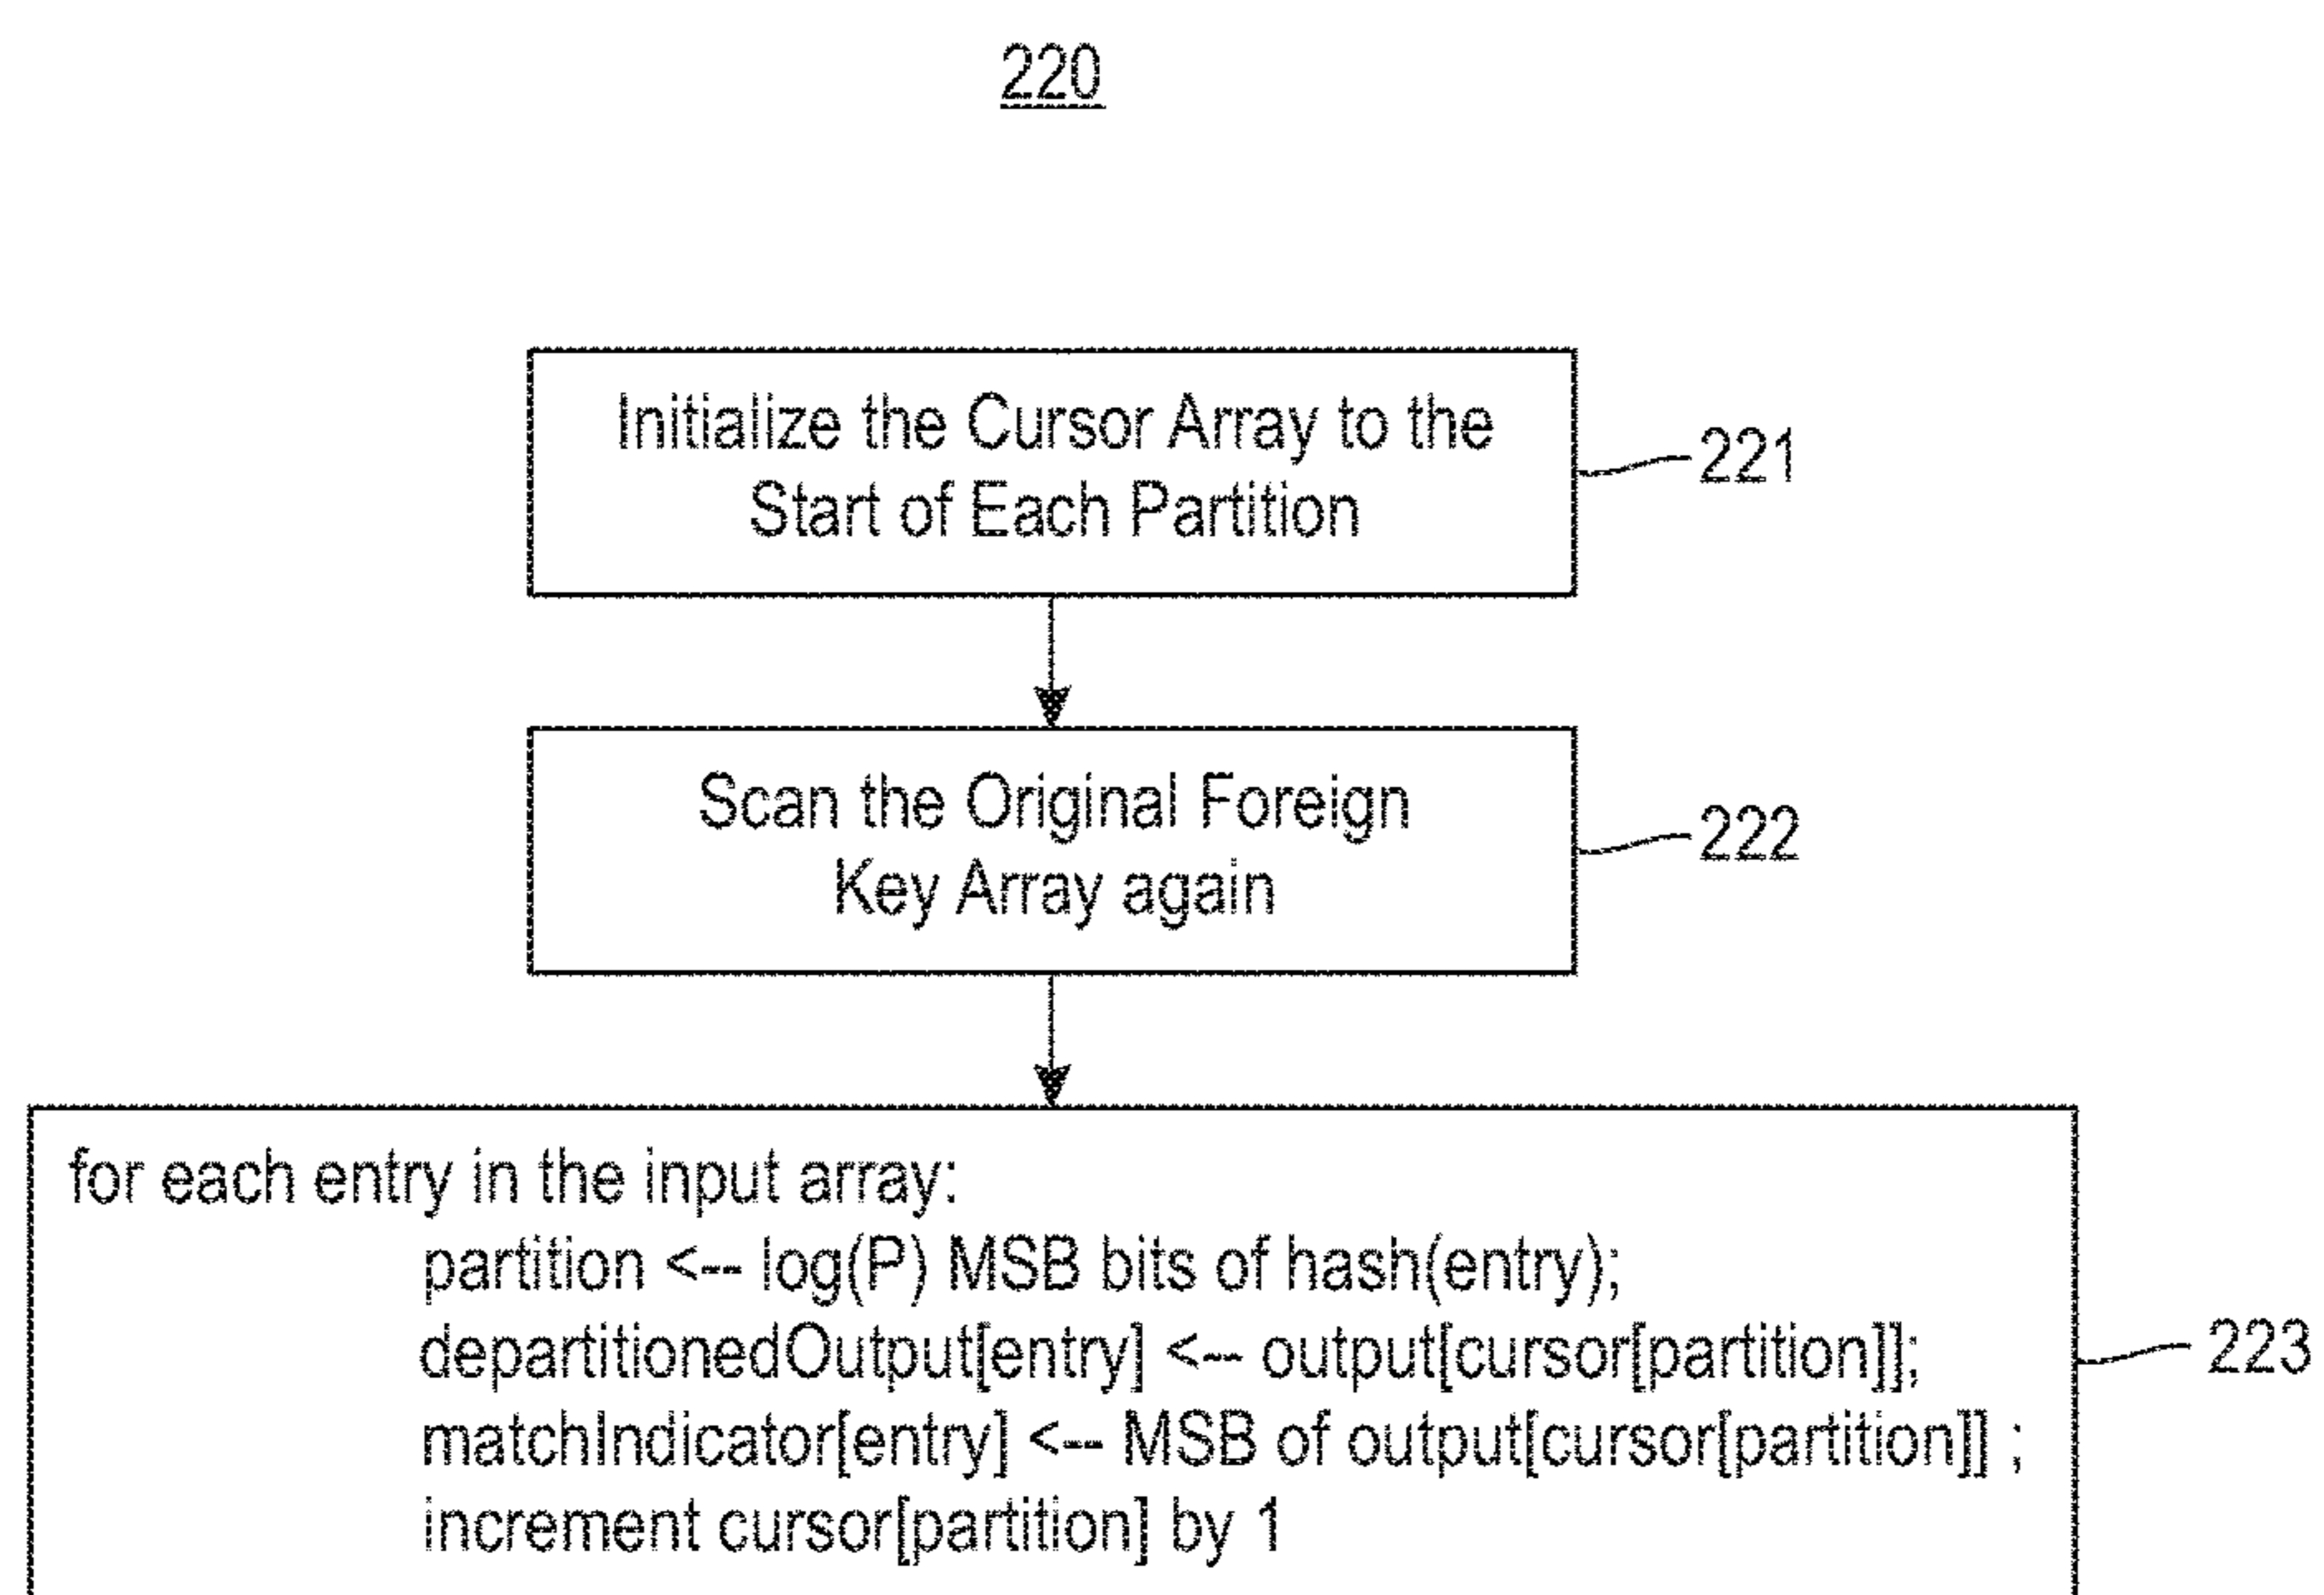 220
Initialize the Cursor Array to the
Start of Each Partition
221
Scan the Original Foreign
Key Array again
222
for each entry in the input array:
partition <-- log(P) MSB bits of hash(entry);
departitionedOutput[entry] <-- output[cursor[partition]];
matchIndicator[entry] <-- MSB of output[cursor[partition]] ;
increment cursor[partition] by 1
223